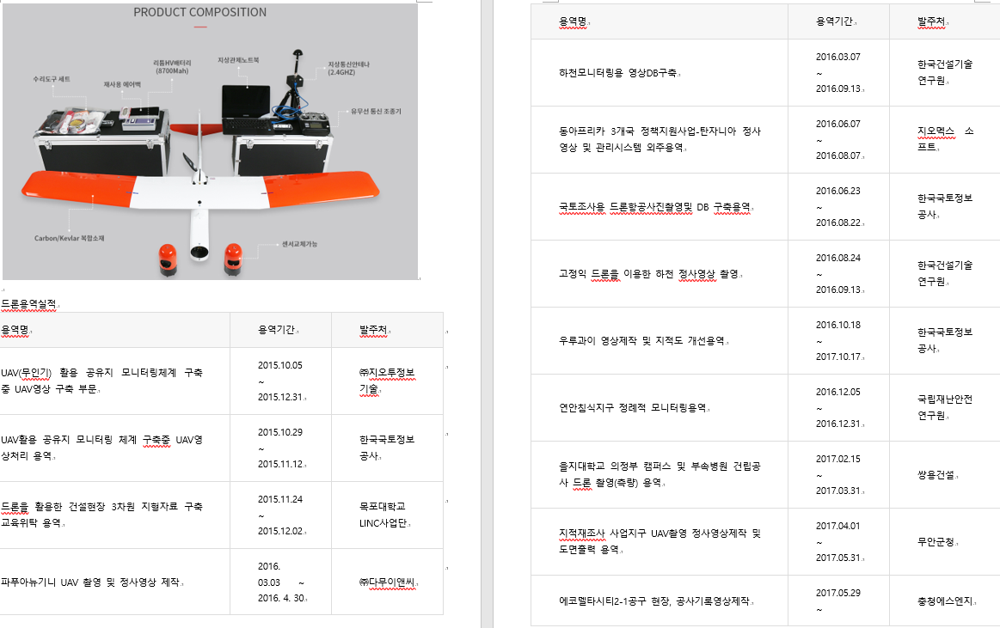 PRODUCT COMPOSITION
리튬HV배터리
(8700Mah)
지상관제노트북
지상통신안테나
(2.4GHZ)
수리도구 세트
재사용 에어백
유무선 통신 조종기
Carbon/Kevlar 복합소재
센서교체가능
드론용역실적
용역명
용역기간
발주처
UAV(무인기) 활용 공유지 모니터링체계 구축
중 UAV영상 구축 부문
2015.10.05
~
2015.12.31.
㈜지오투정보
기술
UAV활용 공유지 모니터링 체계 구축중 UAV영
상처리 용역
2015.10.29
~
2015.11.12
한국국토정보
공사
드론을 활용한 건설현장 3차원 지형자료 구축
교육위탁 용역
2015.11.24
~
2015.12.02
목포대학교
LINC사업단
파푸아뉴기니 UAV 촬영 및 정사영상 제작
2016.
03.03 ~
2016. 4. 30
㈜다무이앤씨
용역명
용역기간
발주처
하천모니터링용 영상DB구축
2016.03.07
~
2016.09.13
한국건설기술
연구원
동아프리카 3개국 정책지원사업-탄자니아 정사
영상 및 관리시스템 외주용역
2016.06.07
~
2016.08.07
지오멕스 소
프트
국토조사용 드론항공사진촬영및 DB 구축용역
2016.06.23
~
2016.08.22
한국국토정보
공사
고정익 드론을 이용한 하천 정사영상 촬영
2016.08.24
~
2016.09.13
한국건설기술
연구원
우루과이 영상제작 및 지적도 개선용역
2016.10.18
~
2017.10.17
한국국토정보
공사
연안침식지구 정례적 모니터링용역
2016.12.05
~
2016.12.31
국립재난안전
연구원
을지대학교 의정부 캠퍼스 및 부속병원 건립공
사 드론 촬영(측량) 용역
2017.02.15
~
2017.03.31
쌍용건설
지적재조사 사업지구 UAV촬영 정사영상제작 및
도면출력 용역
2017.04.01
~
2017.05.31
무안군청
에코델타시티2-1공구 현장, 공사기록영상제작
2017.05.29
~
충청에스엔지